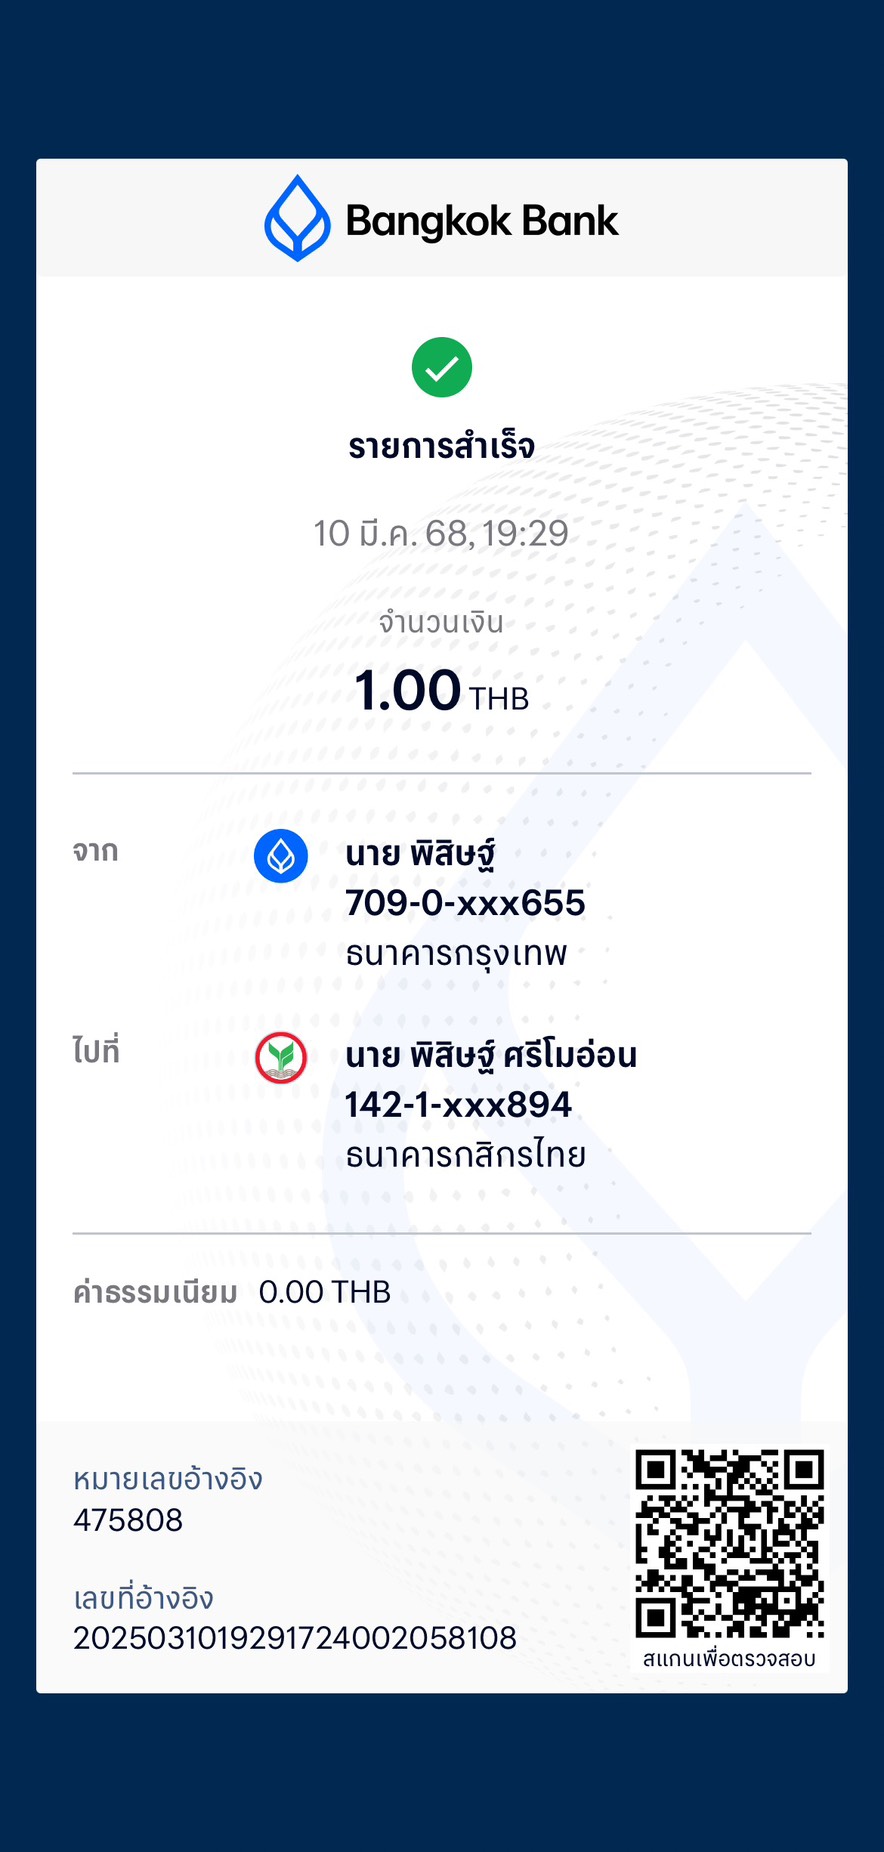 Bangkok Bank
รายการสำเร็จ
10 มี.ค. 68, 19:29
จำนวนเงิน
1.00 THB
จาก
นาย พิสิษฐ์
709-0-xxx655
ธนาคารกรุงเทพ
ไปที่
นาย พิสิษฐ์ ศรีโมอ่อน
142-1-xxx894
ธนาคารกสิกรไทย
ค่าธรรมเนียม 0.00 THB
หมายเลขอ้างอิง
475808
เลขที่อ้างอิง
2025031019291724002058108
สแกนเพื่อตรวจสอบ